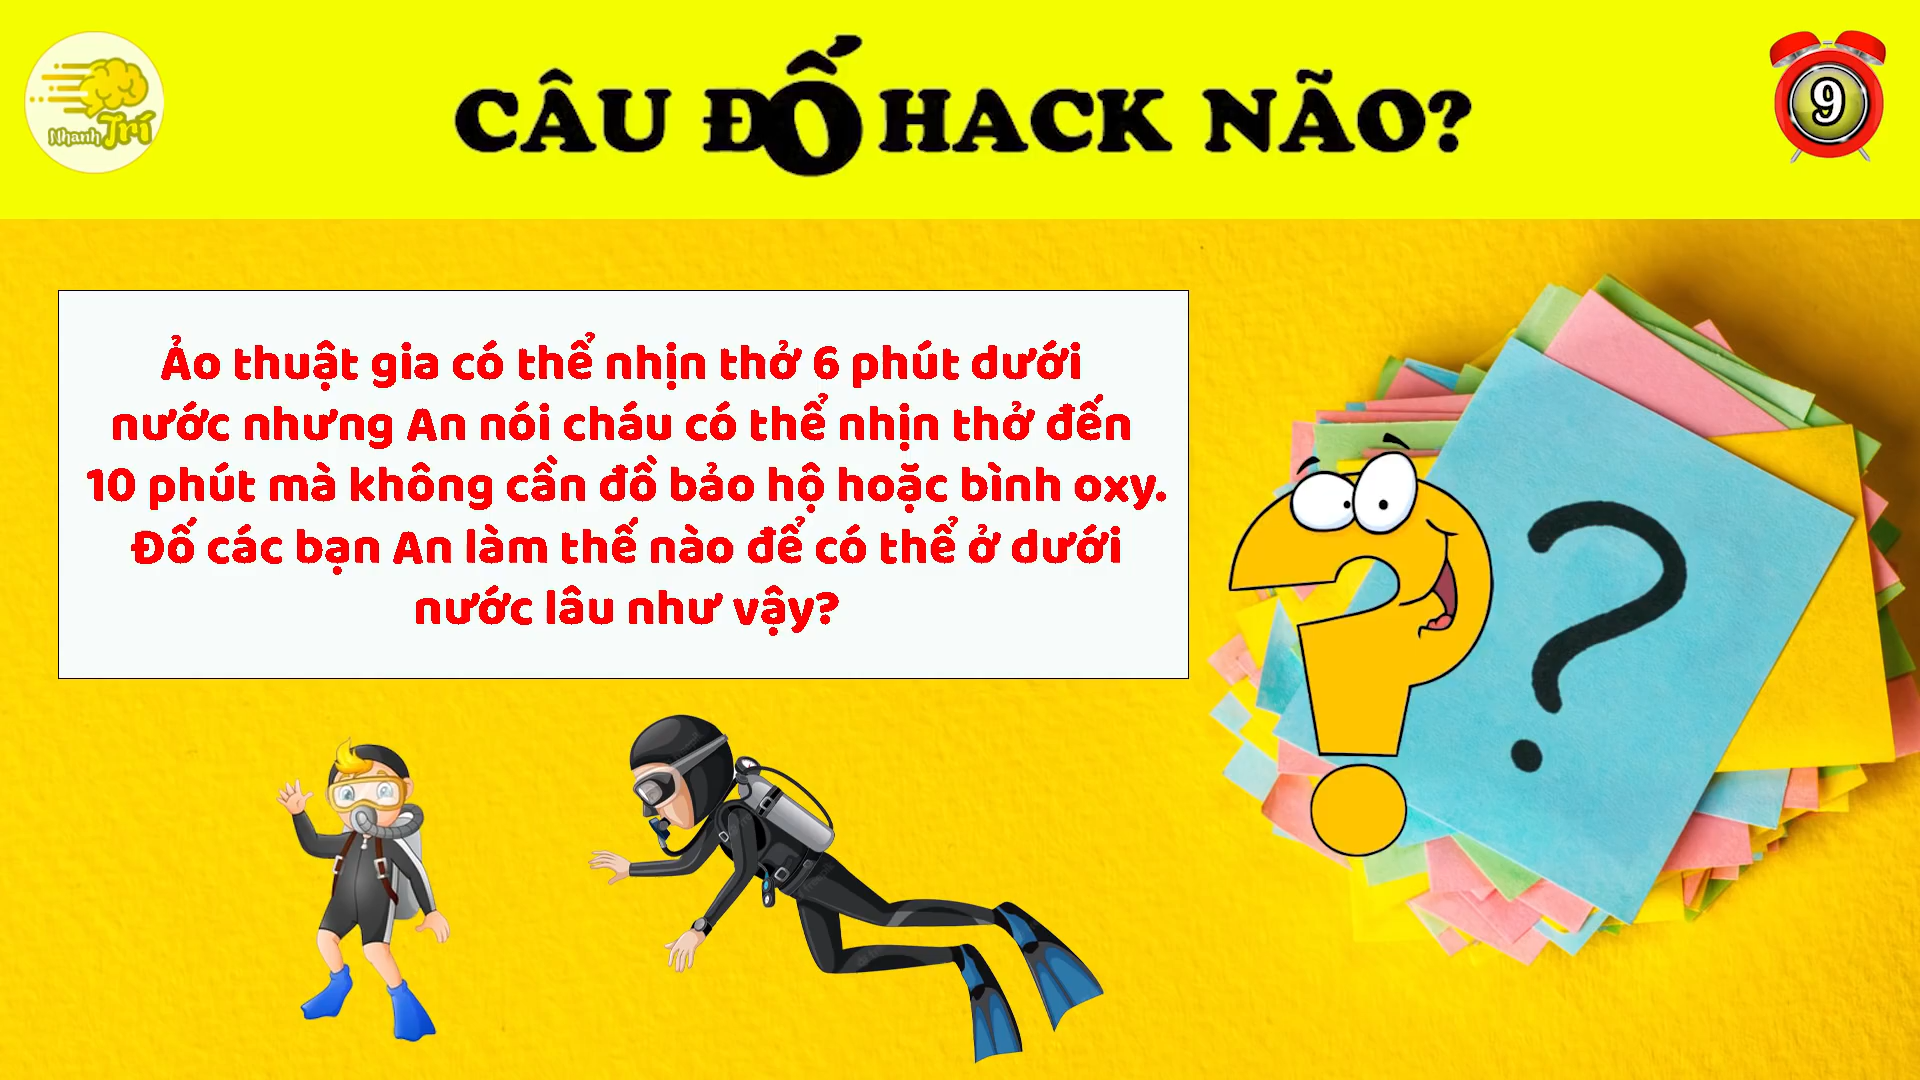 Nhanh Trí
CÂU ĐỐ HACK NÃO?
9
Ảo thuật gia có thể nhịn thở 6 phút dưới
nước nhưng An nói cháu có thể nhịn thở đến
10 phút mà không cần đồ bảo hộ hoặc bình oxy.
Đố các bạn An làm thế nào để có thể ở dưới
nước lâu như vậy?
?